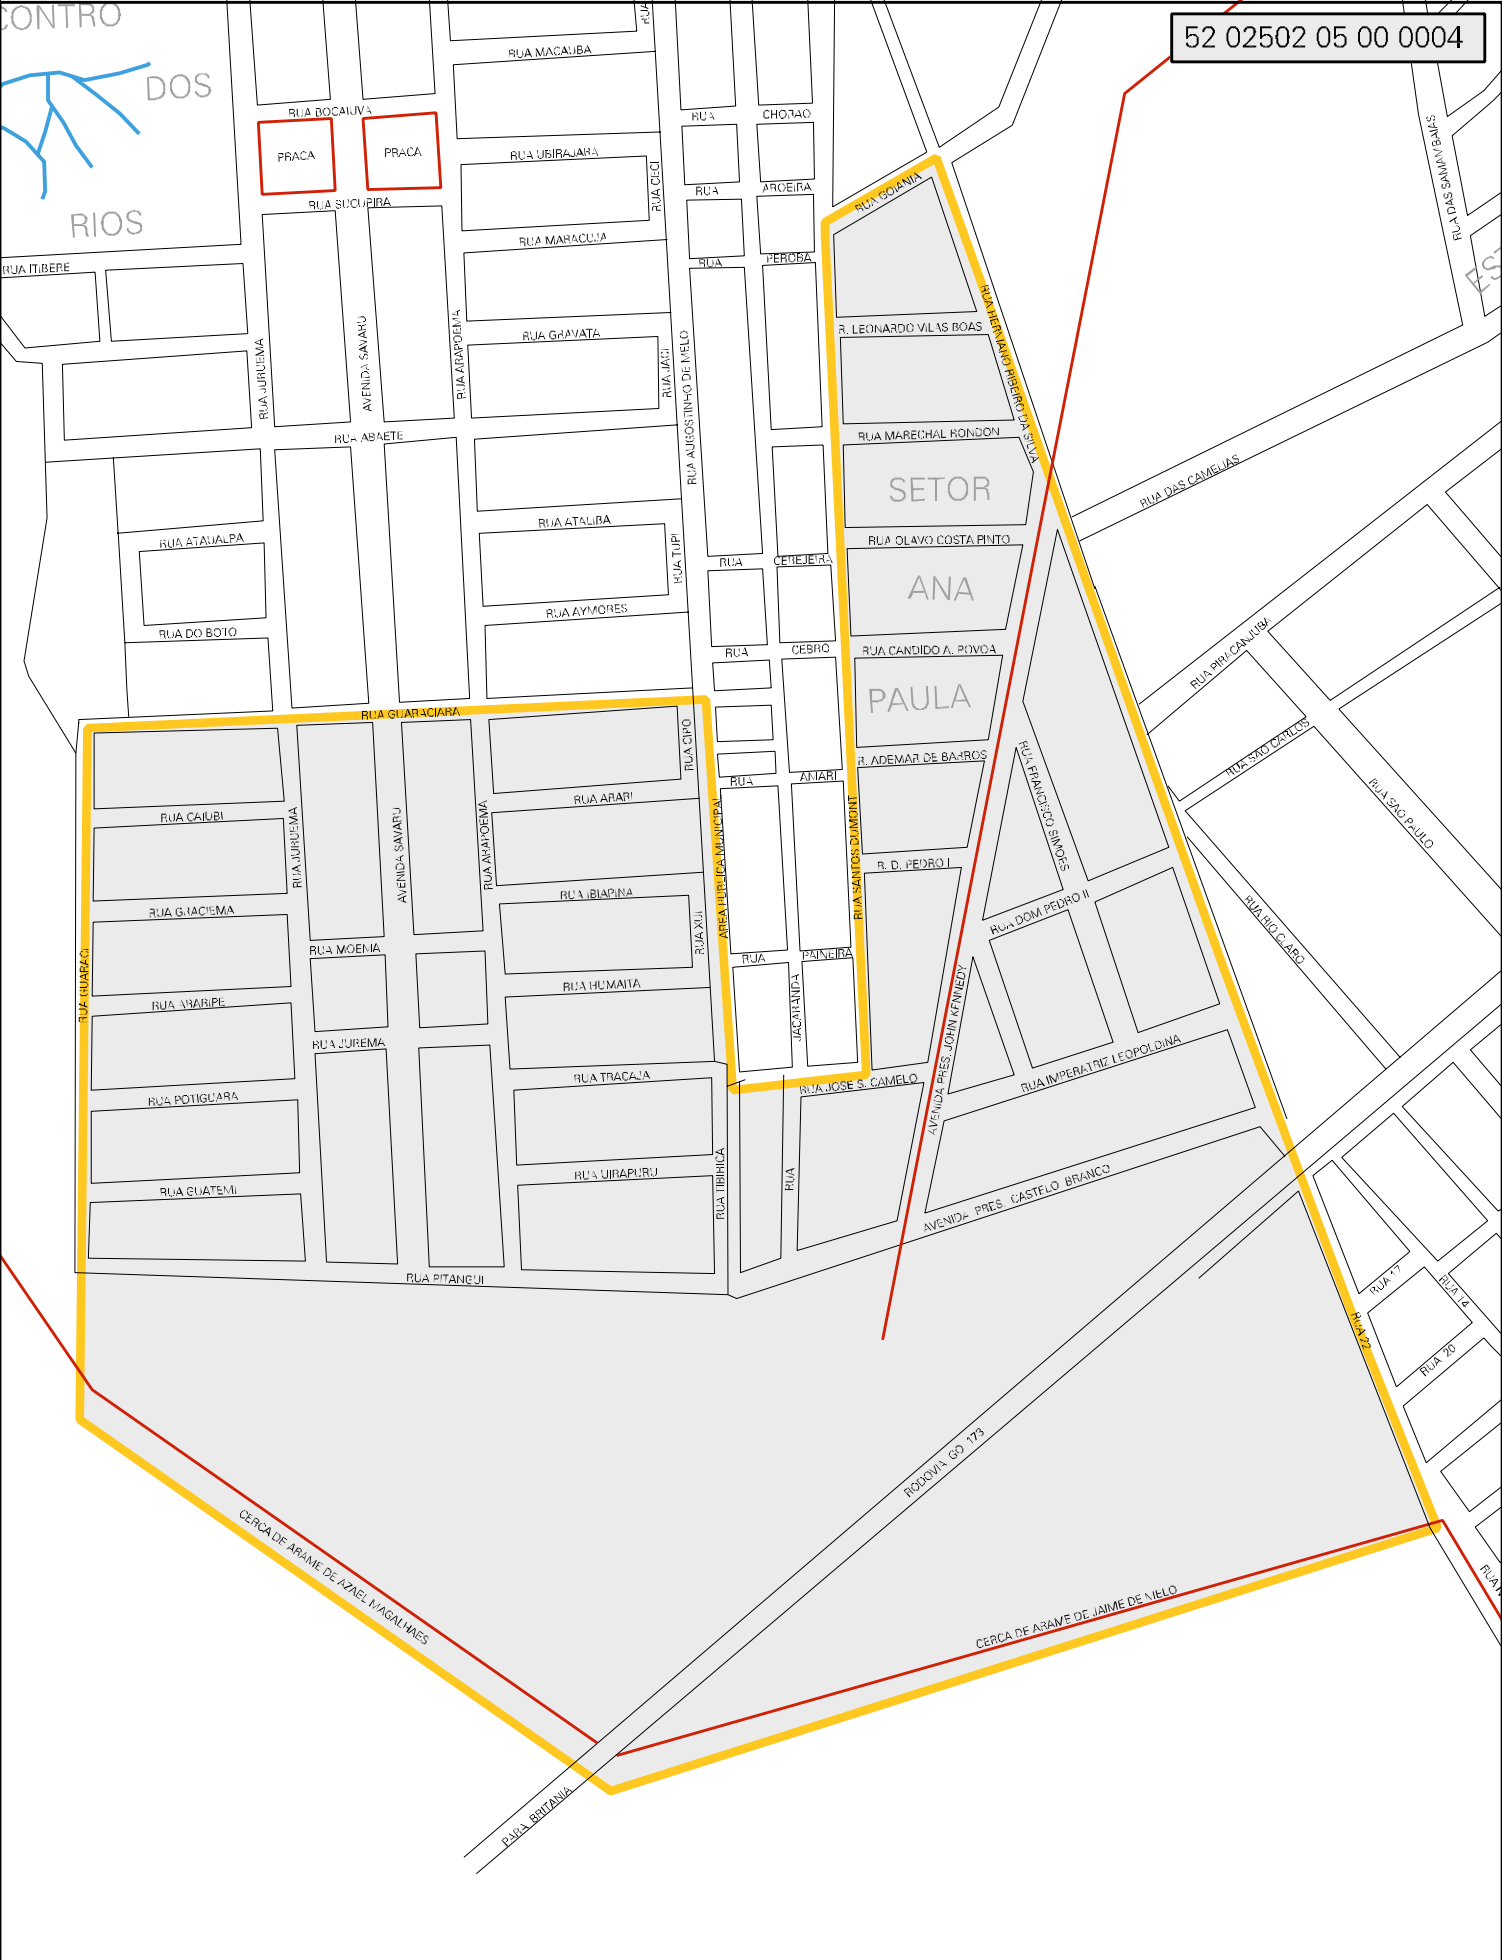 CONTRO
52 02502 05 00 0004
DOS
RIOS
RUA MACAUBA
RUA
RUA BOCAIUVA
PRACA
PRACA
RUA SUCUPIRA
RUA UBIRAJARA
RUA CECI
RUA MARACUJA
RUA
CHORAO
RUA
AROEIRA
RUA
PEROBA
RUA GOIANIA
RUA DAS SAMAMBAIAS
EST
RUA ITIBERE
RUA JURUEMA
AVENIDA SAVARU
RUA ARAPOEMA
RUA GRAVATA
RUA JACI
RUA AUGOSTINHO DE MELO
R. LEONARDO VILAS BOAS
RUA HERMANO RIBEIRO DA SILVA
RUA ABAETE
RUA MARECHAL RONDON
SETOR
RUA DAS CAMELIAS
RUA ATALIBA
RUA ATAUALPA
RUA TUPI
RUA
CEREJEIRA
RUA OLAVO COSTA PINTO
ANA
RUA AYMORES
RUA DO BOTO
RUA
CEBRO
RUA CANDIDO A. POVOA
PAULA
RUA PIRACANJUBA
RUA GUARACIARA
RUA CIPO
RUA SAO CARLOS
RUA SAO PAULO
R. ADEMAR DE BARROS
RUA FRANCISCO SIMOES
RUA
ANARI
RUA CAIUBI
RUA JURUEMA
AVENIDA SAVARU
RUA ARAPOEMA
RUA ARARI
AREA PUBLICA MUNICIPAL
RUA SANTOS DUMONT
R. D. PEDRO I
RUA GRACIEMA
RUA IBIAPINA
RUA XUI
RUA DOM PEDRO II
RUA RIO CLARO
RUA MOEMA
RUA
PAINEIRA
RUA GUARACI
RUA ARARIPE
RUA HUMAITA
JACARANDA
AVENIDA PRES. JOHN KENNEDY
RUA JUREMA
RUA IMPERATRIZ LEOPOLDINA
RUA TRACAJA
RUA JOSE S. CAMELO
RUA POTIGUARA
RUA UIRAPURU
RUA TIBIRICA
RUA
RUA GUATEMI
AVENIDA PRES. CASTELO BRANCO
RUA PITANGUI
RUA 17
RUA 14
RUA 22
RUA 20
RODOVIA GO 173
CERCA DE ARAME DE AZAEL MAGALHAES
CERCA DE ARAME DE JAIME DE MELO
RUA
PARA BRITANIA